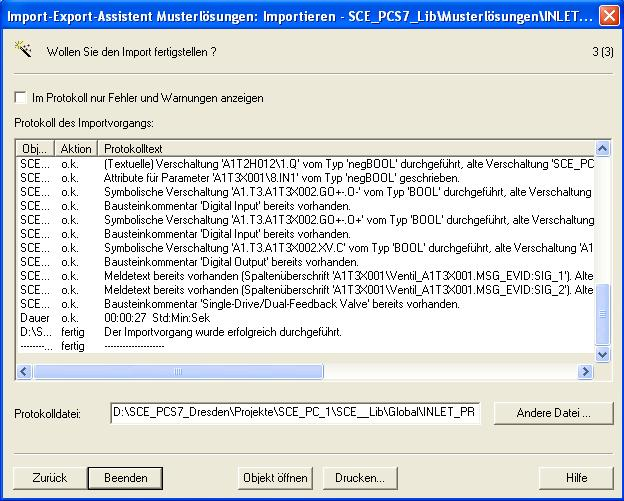 Import-Export-Assistent Musterlösungen: Importieren - SCE_PCS7_Lib\Musterlösungen\INLET_...
Wollen Sie den Import fertigstellen ? 3 (3)
Im Protokoll nur Fehler und Warnungen anzeigen
Protokoll des Importvorgangs:
Obj... Aktion Protokolltext
SCE... o.k. (Textuelle) Verschaltung 'A1T2H012\1.Q' vom Typ 'negBOOL' durchgeführt, alte Verschaltung 'SCE_PC
SCE... o.k. Attribute für Parameter 'A1T3X001\8.IN1' vom Typ 'negBOOL' geschrieben.
SCE... o.k. Symbolische Verschaltung 'A1.T3.A1T3X002.GO+-.O-' vom Typ 'BOOL' durchgeführt, alte Verschaltung
SCE... o.k. Bausteinkommentar 'Digital Input' bereits vorhanden.
SCE... o.k. Symbolische Verschaltung 'A1.T3.A1T3X002.GO+-.O+' vom Typ 'BOOL' durchgeführt, alte Verschaltung
SCE... o.k. Bausteinkommentar 'Digital Input' bereits vorhanden.
SCE... o.k. Symbolische Verschaltung 'A1.T3.A1T3X002.XV.C' vom Typ 'BOOL' durchgeführt, alte Verschaltung 'A1
SCE... o.k. Bausteinkommentar 'Digital Output' bereits vorhanden.
SCE... o.k. Meldetext bereits vorhanden (Spaltenüberschrift 'A1T3X001\Ventil_A1T3X001.MSG_EVID:SIG_1'). Alte
SCE... o.k. Meldetext bereits vorhanden (Spaltenüberschrift 'A1T3X001\Ventil_A1T3X001.MSG_EVID:SIG_2'). Alte
SCE... o.k. Bausteinkommentar 'Single-Drive/Dual-Feedback Valve' bereits vorhanden.
Dauer o.k. 00:00:27 Std:Min:Sek
D:\S... fertig Der Importvorgang wurde erfolgreich durchgeführt.
--------... fertig --------------------
Protokolldatei: D:\SCE_PCS7_Dresden\Projekte\SCE_PC_1\SCE__Lib\Global\INLET_PR Andere Datei ...
Zurück Beenden Objekt öffnen Drucken... Hilfe